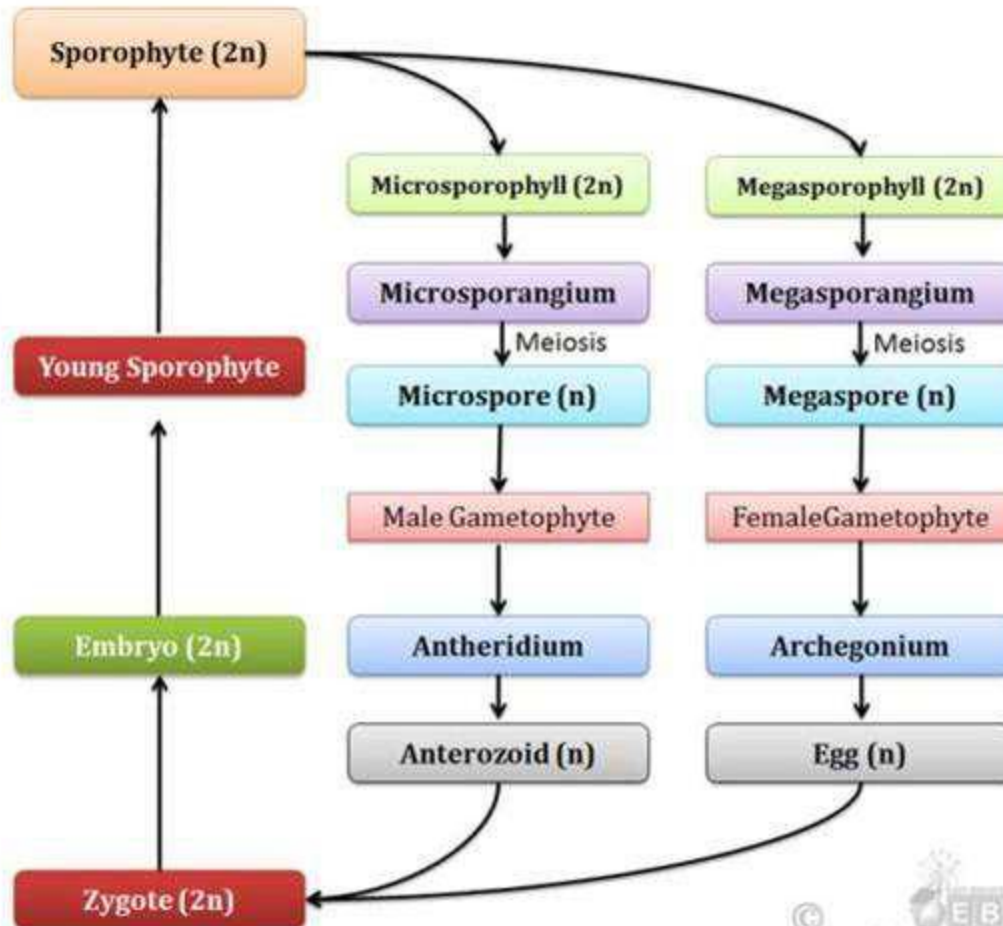 Sporophyte (2n)
Microsporophyll (2n)
Megasporophyll (2n)
Microsporangium
Megasporangium
Meiosis
Meiosis
Young Sporophyte
Microspore (n)
Megaspore (n)
Male Gametophyte
FemaleGametophyte
Embryo (2n)
Antheridium
Archegonium
Anterozoid (n)
Egg (n)
Zygote (2n)
© EB